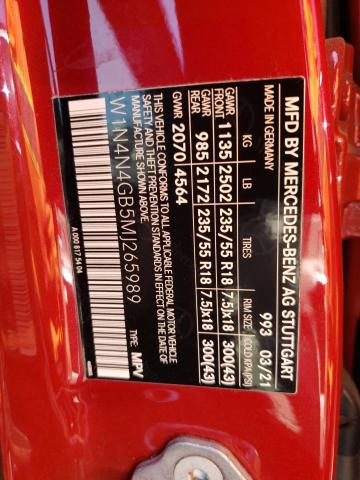 MFD BY MERCEDES-BENZ AG STUTTGART
MADE IN GERMANY 993 03/21
KG LB RIM SIZE COLD KPA(PSI)
GAWR FRONT 1135 2502 235/55 R18 7.5Jx18 300(43)
GAWR REAR 985 2172 235/55 R18 7.5Jx18 300(43)
GVWR 2070 4564
THIS VEHICLE CONFORMS TO ALL APPLICABLE FEDERAL MOTOR VEHICLE
SAFETY AND THEFT PREVENTION STANDARDS IN EFFECT ON THE DATE OF
MANUFACTURE SHOWN ABOVE.
W1N4N4GB5MJ265989 TYPE: MPV
A 000 817 54 04